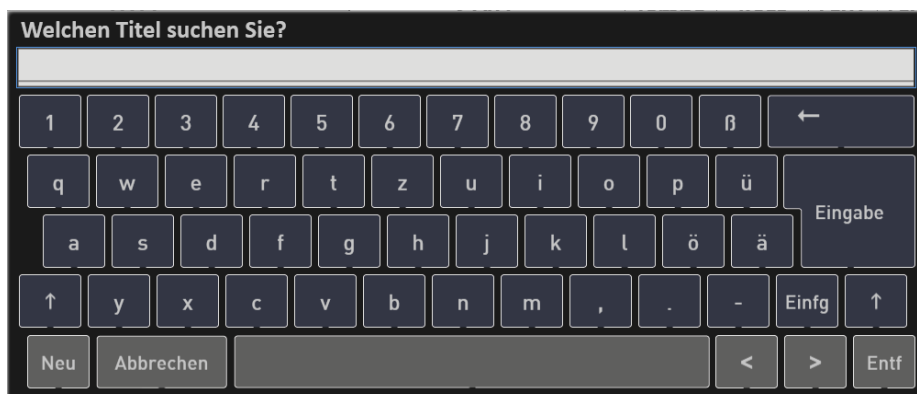 Welchen Titel suchen Sie?
1 2 3 4 5 6 7 8 9 0 ß ←
q w e r t z u i o p ü
Eingabe
a s d f g h j k l ö ä
↑ y x c v b n m , . - Einfg ↑
Neu Abbrechen < > Entf